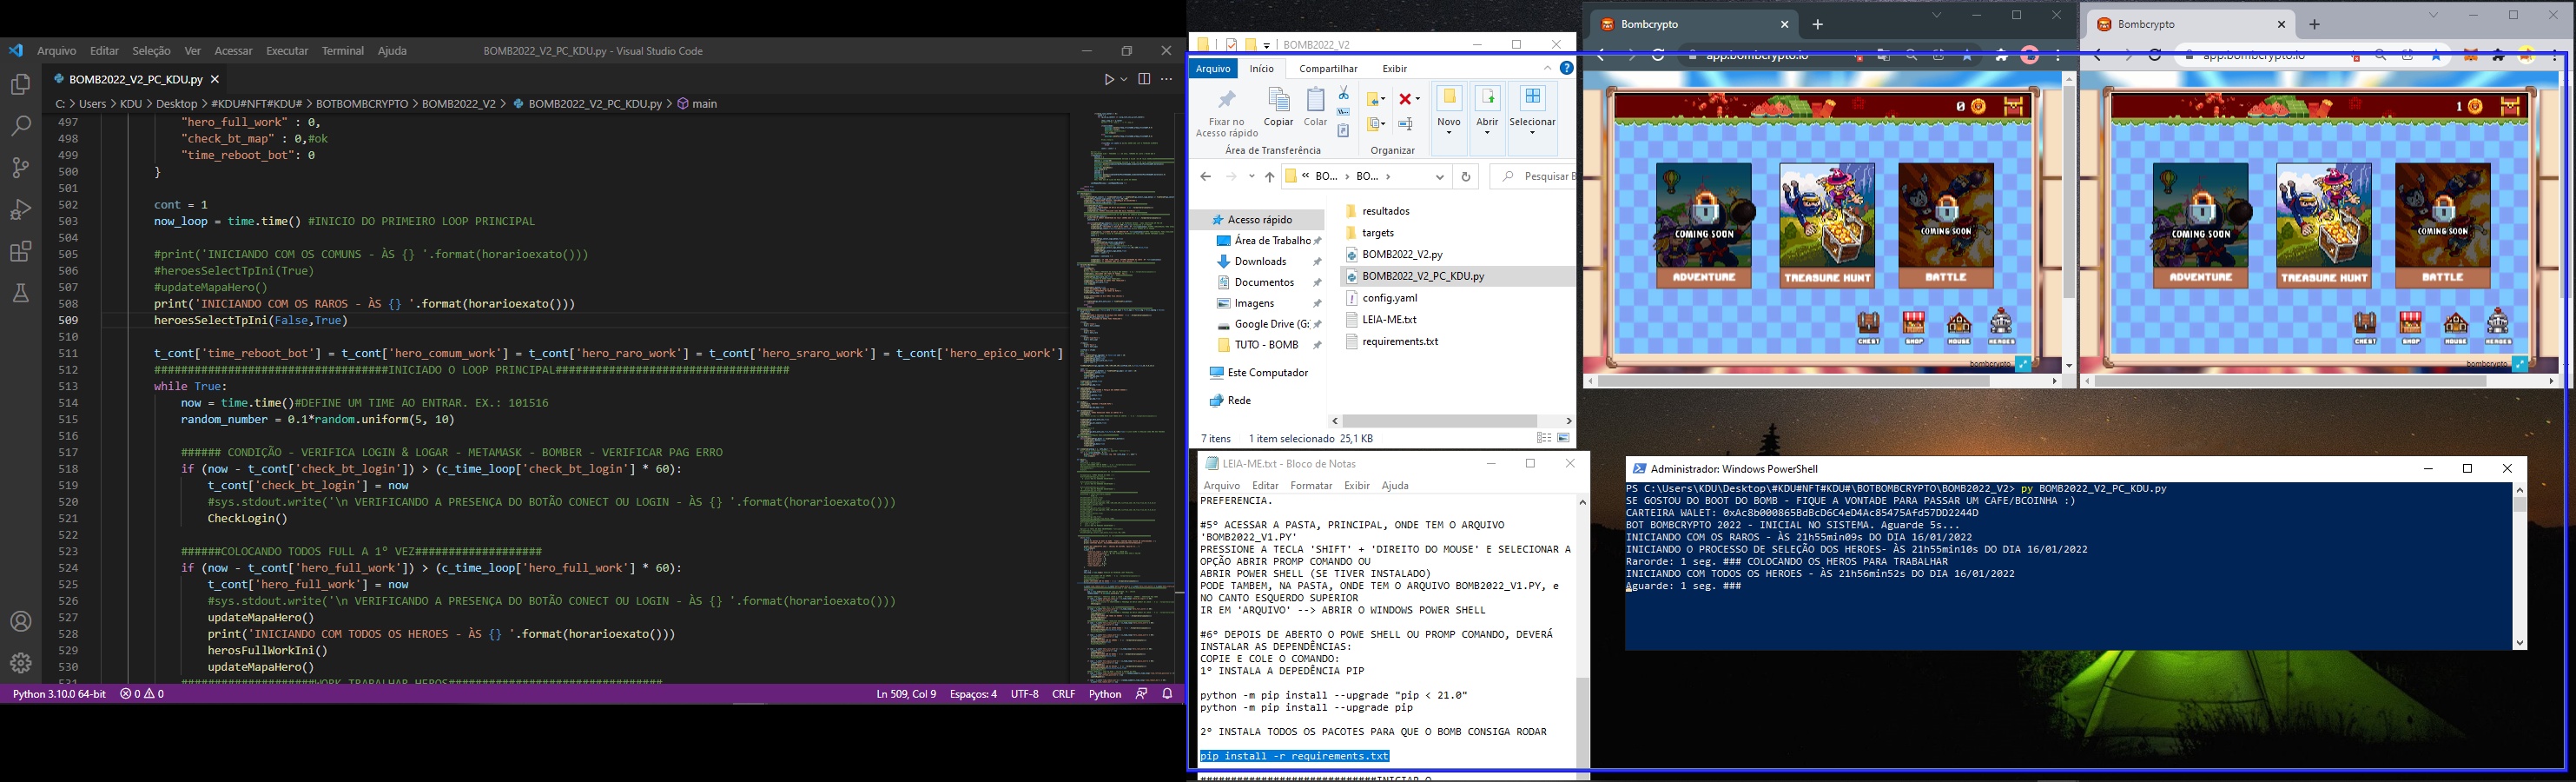 Arquivo Editar Seleção Ver Acessar Executar Terminal Ajuda
BOMB2022_V2_PC_KDU.py - Visual Studio Code
BOMB2022_V2_PC_KDU.py
C: > Users > KDU > Desktop > #KDU#NFT#KDU# > BOTBOMBCRYPTO > BOMB2022_V2 > BOMB2022_V2_PC_KDU.py > main
497 "hero_full_work" : 0,
498 "check_bt_map" : 0,#ok
499 "time_reboot_bot": 0
500 }
501
502 cont = 1
503 now_loop = time.time() #INICIO DO PRIMEIRO LOOP PRINCIPAL
504
505 #print('INICIANDO COM OS COMUNS - ÀS {} '.format(horarioexato()))
506 #heroesSelectTpIni(True)
507 #updateMapaHero()
508 print('INICIANDO COM OS RAROS - ÀS {} '.format(horarioexato()))
509 heroesSelectTpIni(False,True)
510
511 t_cont['time_reboot_bot'] = t_cont['hero_comum_work'] = t_cont['hero_raro_work'] = t_cont['hero_sraro_work'] = t_cont['hero_epico_work']
512 ###################################INICIADO O LOOP PRINCIPAL###################################
513 while True:
514 now = time.time()#DEFINE UM TIME AO ENTRAR. EX.: 101516
515 random_number = 0.1*random.uniform(5, 10)
516
517 ###### CONDIÇÃO - VERIFICA LOGIN & LOGAR - METAMASK - BOMBER - VERIFICAR PAG ERRO
518 if (now - t_cont['check_bt_login']) > (c_time_loop['check_bt_login'] * 60):
519 t_cont['check_bt_login'] = now
520 #sys.stdout.write('\n VERIFICANDO A PRESENÇA DO BOTÃO CONECT OU LOGIN - ÀS {} '.format(horarioexato()))
521 CheckLogin()
522
523 ######COLOCANDO TODOS FULL A 1º VEZ###################
524 if (now - t_cont['hero_full_work']) > (c_time_loop['hero_full_work'] * 60):
525 t_cont['hero_full_work'] = now
526 #sys.stdout.write('\n VERIFICANDO A PRESENÇA DO BOTÃO CONECT OU LOGIN - ÀS {} '.format(horarioexato()))
527 updateMapaHero()
528 print('INICIANDO COM TODOS OS HEROES - ÀS {} '.format(horarioexato()))
529 herosFullWorkIni()
530 updateMapaHero()
Python 3.10.0 64-bit 0 0
Ln 509, Col 9 Espaços: 4 UTF-8 CRLF Python
BOMB2022_V2
Arquivo Início Compartilhar Exibir
Fixar no Acesso rápido
Copiar
Colar
Novo
Abrir
Selecionar
Área de Transferência
Organizar
« BO... > BO... >
Pesquisar B
Acesso rápido
Área de Trabalho
Downloads
Documentos
Imagens
Google Drive (G:
TUTO - BOMB
Este Computador
Rede
resultados
targets
BOMB2022_V2.py
BOMB2022_V2_PC_KDU.py
config.yaml
LEIA-ME.txt
requirements.txt
7 itens 1 item selecionado 25,1 KB
LEIA-ME.txt - Bloco de Notas
Arquivo Editar Formatar Exibir Ajuda
PREFERENCIA.
#5º ACESSAR A PASTA, PRINCIPAL, ONDE TEM O ARQUIVO
'BOMB2022_V1.PY'
PRESSIONE A TECLA 'SHIFT' + 'DIREITO DO MOUSE' E SELECIONAR A
OPÇÃO ABRIR PROMP COMANDO OU
ABRIR POWER SHELL (SE TIVER INSTALADO)
PODE TAMBEM, NA PASTA, ONDE TEM O ARQUIVO BOMB2022_V1.PY, e
NO CANTO ESQUERDO SUPERIOR
IR EM 'ARQUIVO' --> ABRIR O WINDOWS POWER SHELL
#6º DEPOIS DE ABERTO O POWE SHELL OU PROMP COMANDO, DEVERÁ
INSTALAR AS DEPENDÊNCIAS:
COPIE E COLE O COMANDO:
1º INSTALA A DEPEDÊNCIA PIP
python -m pip install --upgrade "pip < 21.0"
python -m pip install --upgrade pip
2º INSTALA TODOS OS PACOTES PARA QUE O BOMB CONSIGA RODAR
pip install -r requirements.txt
Bombcrypto
app.bombcrypto.io
0
COMING SOON
COMING SOON
ADVENTURE
TREASURE HUNT
BATTLE
CHEST SHOP HOUSE HEROES
bombcrypto
Bombcrypto
app.bombcrypto.io
1
COMING SOON
COMING SOON
ADVENTURE
TREASURE HUNT
BATTLE
CHEST SHOP HOUSE HEROES
bombcrypto
Administrador: Windows PowerShell
PS C:\Users\KDU\Desktop\#KDU#NFT#KDU#\BOTBOMBCRYPTO\BOMB2022_V2> py BOMB2022_V2_PC_KDU.py
SE GOSTOU DO BOOT DO BOMB - FIQUE A VONTADE PARA PASSAR UM CAFE/BCOINHA :)
CARTEIRA WALET: 0xAc8b000865BdBcD6C4eD4Ac85475Afd57DD2244D
BOT BOMBCRYPTO 2022 - INICIAL NO SISTEMA. Aguarde 5s...
INICIANDO COM OS RAROS - ÀS 21h55min09s DO DIA 16/01/2022
INICIANDO O PROCESSO DE SELEÇÃO DOS HEROES- ÀS 21h55min10s DO DIA 16/01/2022
Rarorde: 1 seg. ### COLOCANDO OS HEROS PARA TRABALHAR
INICIANDO COM TODOS OS HEROES - ÀS 21h56min52s DO DIA 16/01/2022
Aguarde: 1 seg. ###